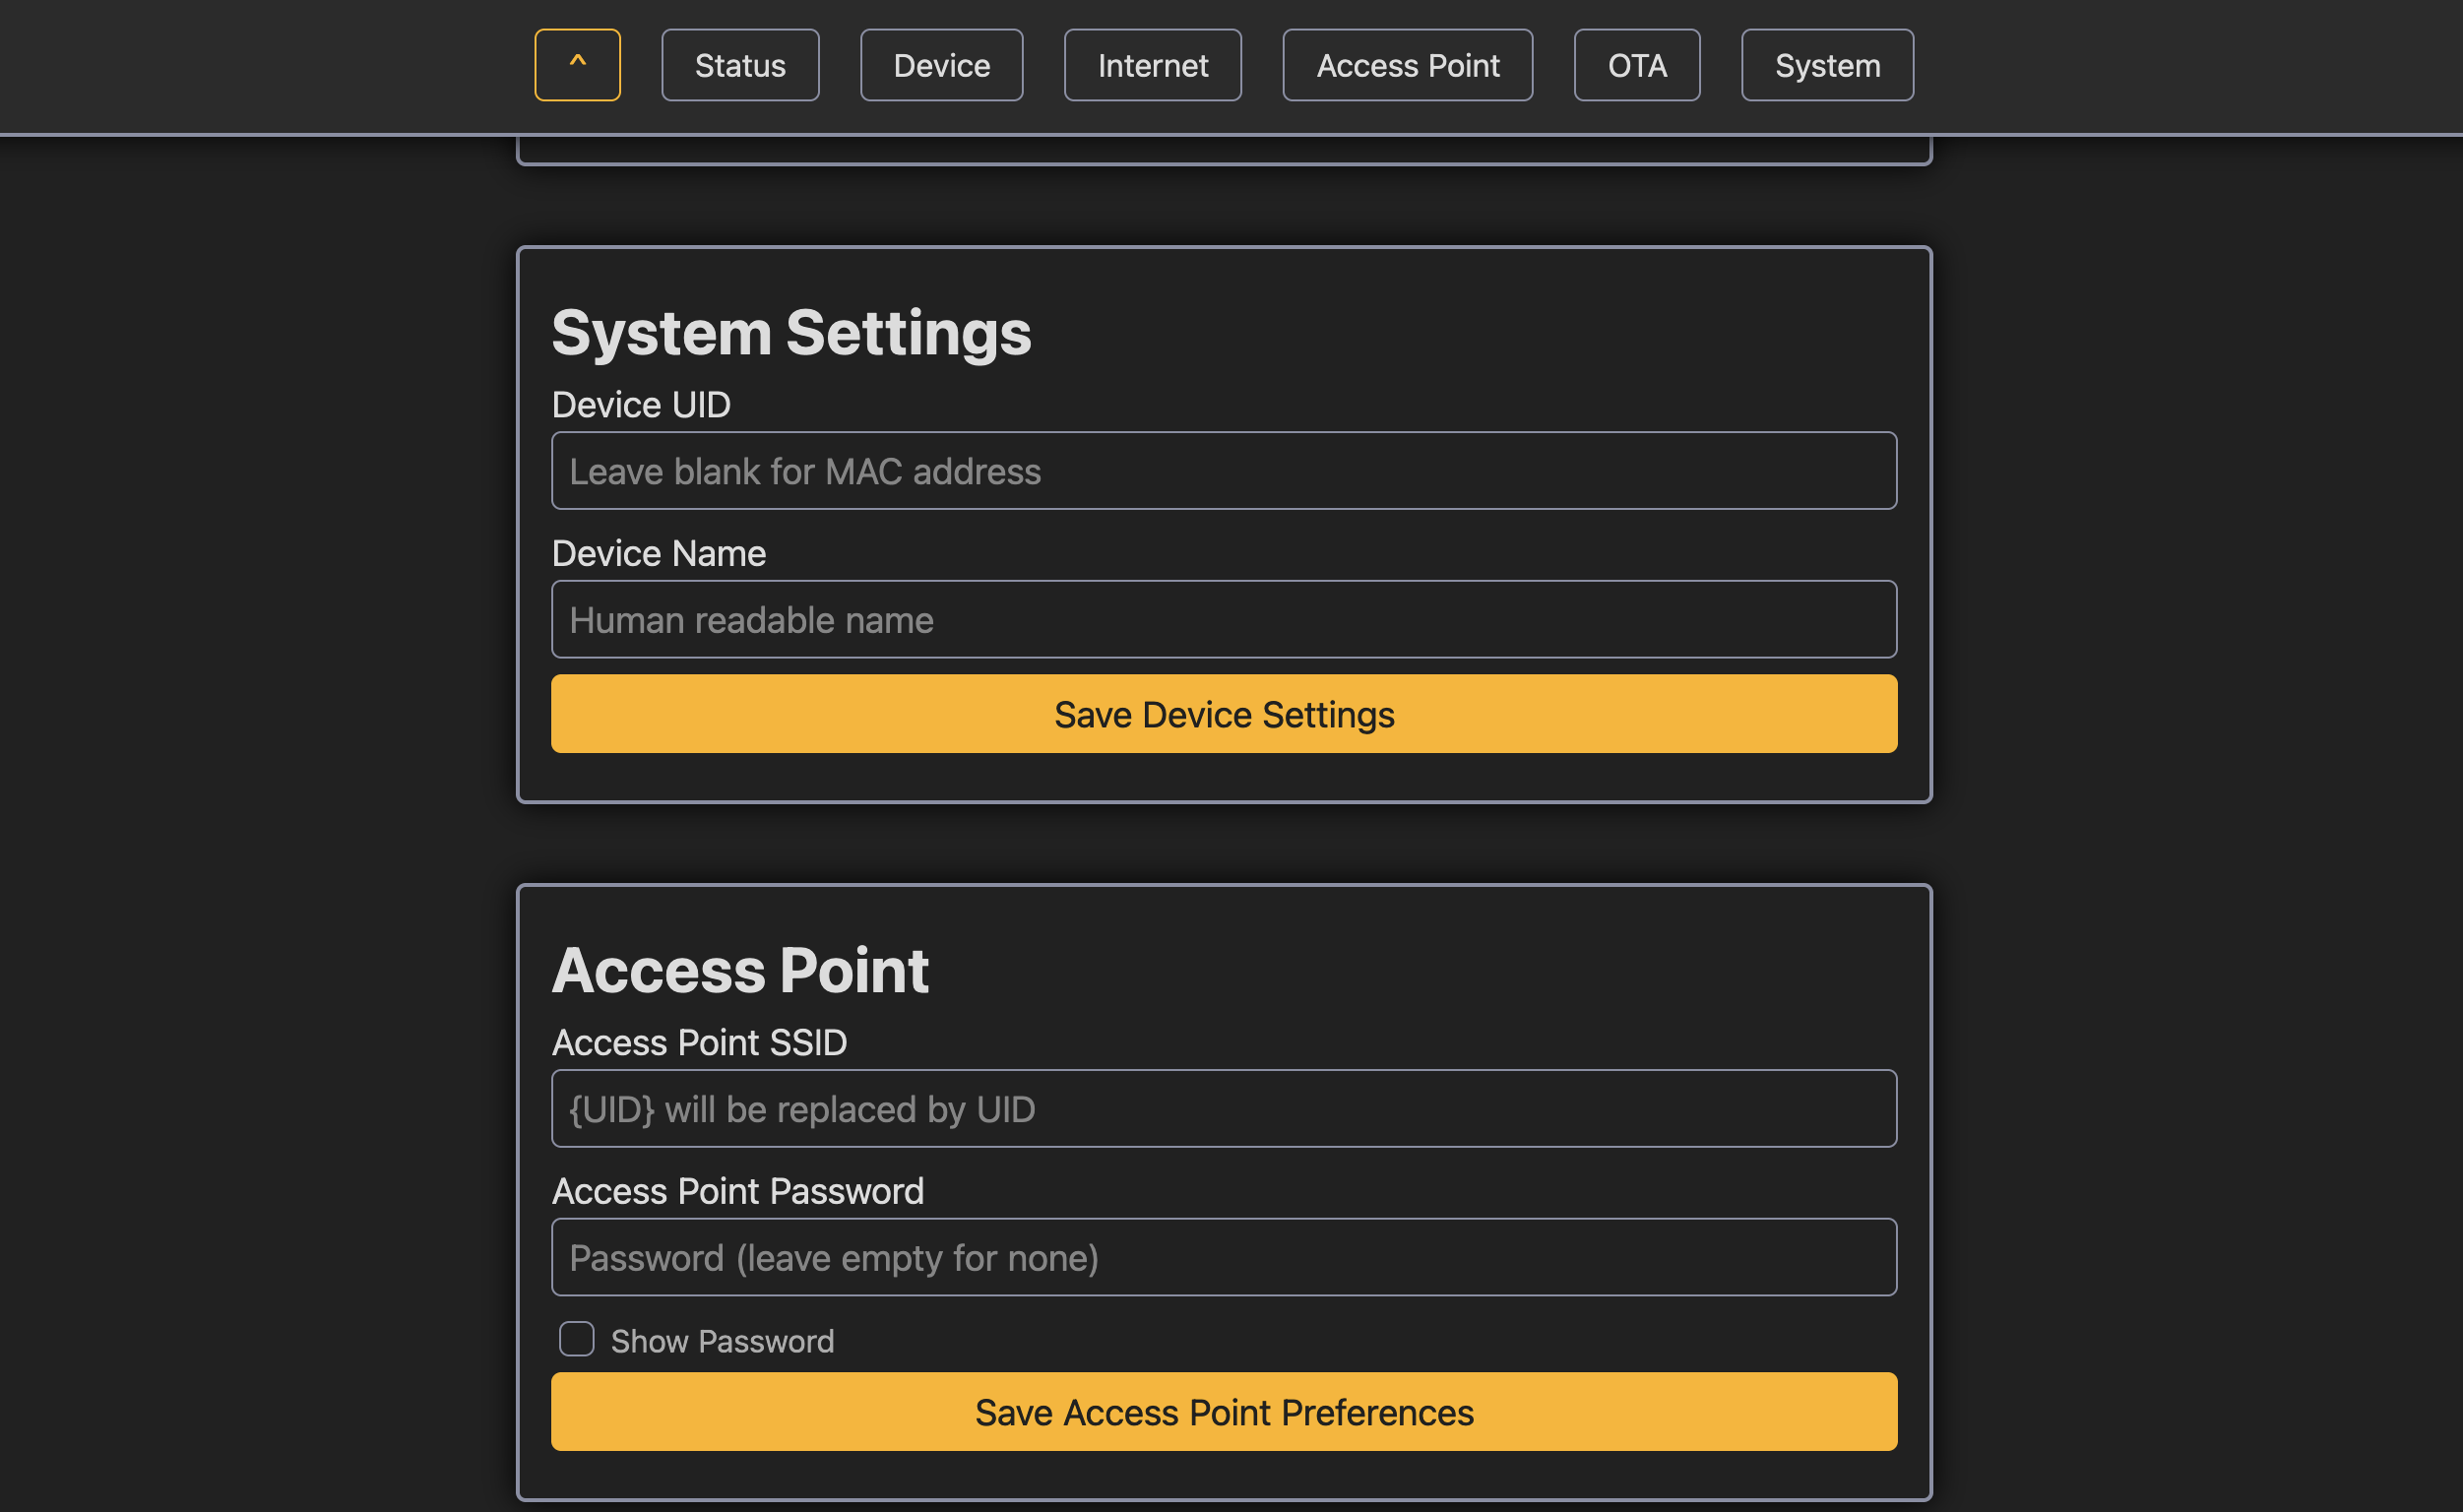 ^ Status Device Internet Access Point OTA System
System Settings
Device UID
Leave blank for MAC address
Device Name
Human readable name
Save Device Settings
Access Point
Access Point SSID
{UID} will be replaced by UID
Access Point Password
Password (leave empty for none)
Show Password
Save Access Point Preferences